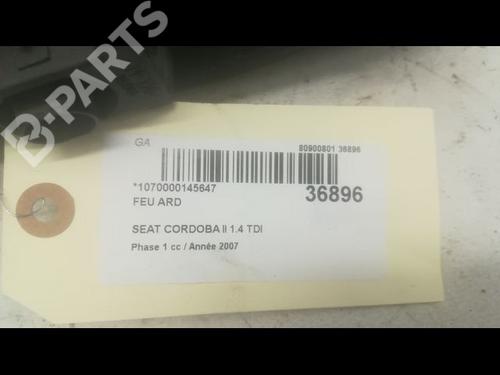 B-PARTS
GA
80900801 36896
*1070000145647
36896
FEU ARD
SEAT CORDOBA II 1.4 TDI
Phase 1 cc / Année 2007